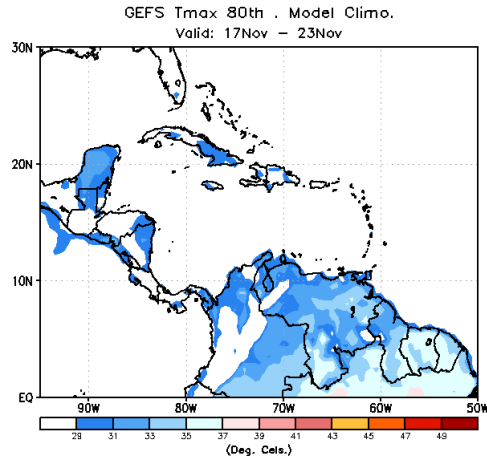 GEFS Tmax 80th . Model Climo.
Valid: 17Nov – 23Nov
30N
20N
10N
EQ
90W 80W 70W 60W 50W
29 31 33 35 37 39 41 43 45 47 49
(Deg. Cels.)